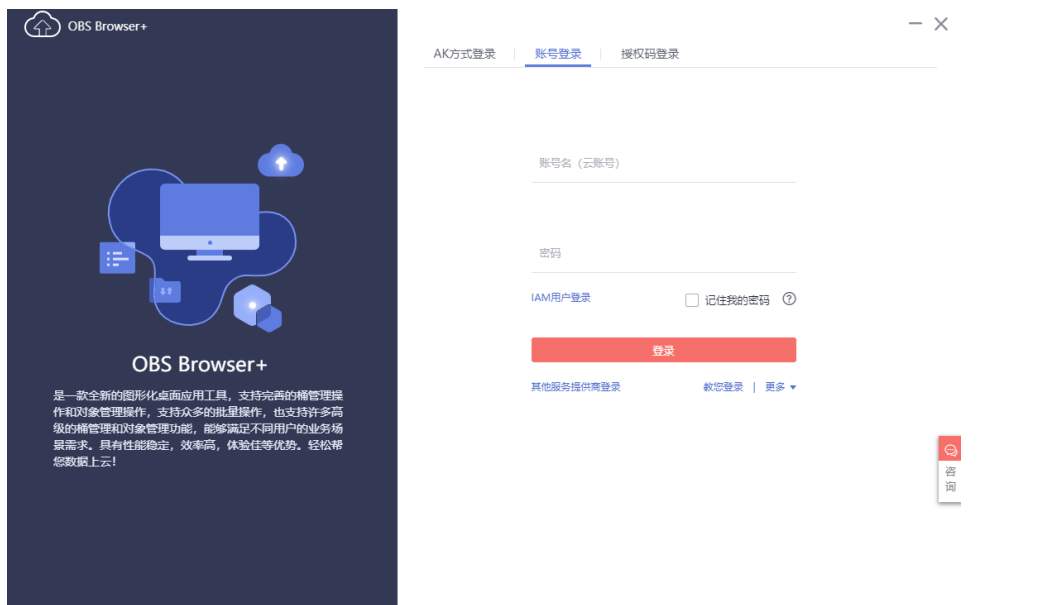 OBS Browser+
AK方式登录
账号登录
授权码登录
账号名（云账号）
密码
IAM用户登录
记住我的密码
登录
其他服务提供商登录
教您登录 | 更多
OBS Browser+
是一款全新的图形化桌面应用工具，支持完善的桶管理操
作和对象管理操作，支持众多的批量操作，也支持许多高
级的桶管理和对象管理功能，能够满足不同用户的业务场
景需求。具有性能稳定，效率高，体验佳等优势。轻松帮
您数据上云！
咨
询